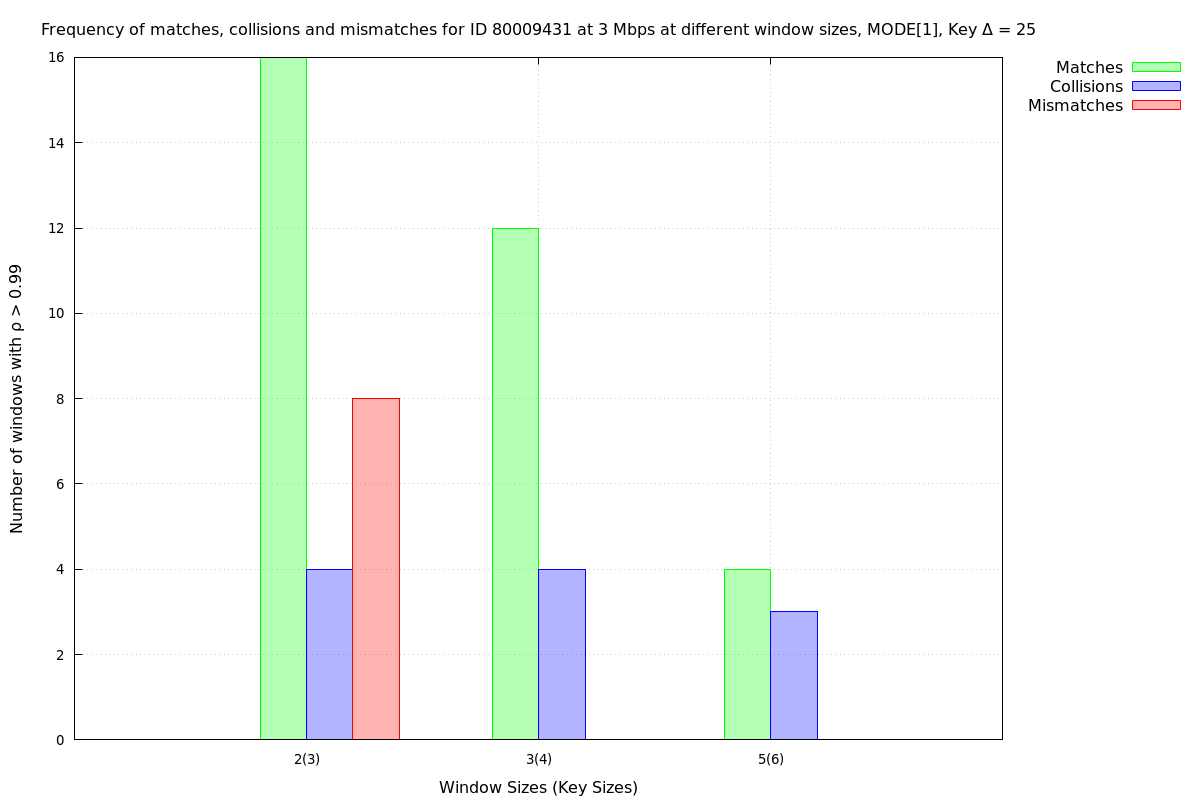 Frequency of matches, collisions and mismatches for ID 80009431 at 3 Mbps at different window sizes, MODE[1], Key Δ = 25
Matches
Collisions
Mismatches
Number of windows with ρ > 0.99
16
14
12
10
8
6
4
2
0
2(3) 3(4) 5(6)
Window Sizes (Key Sizes)